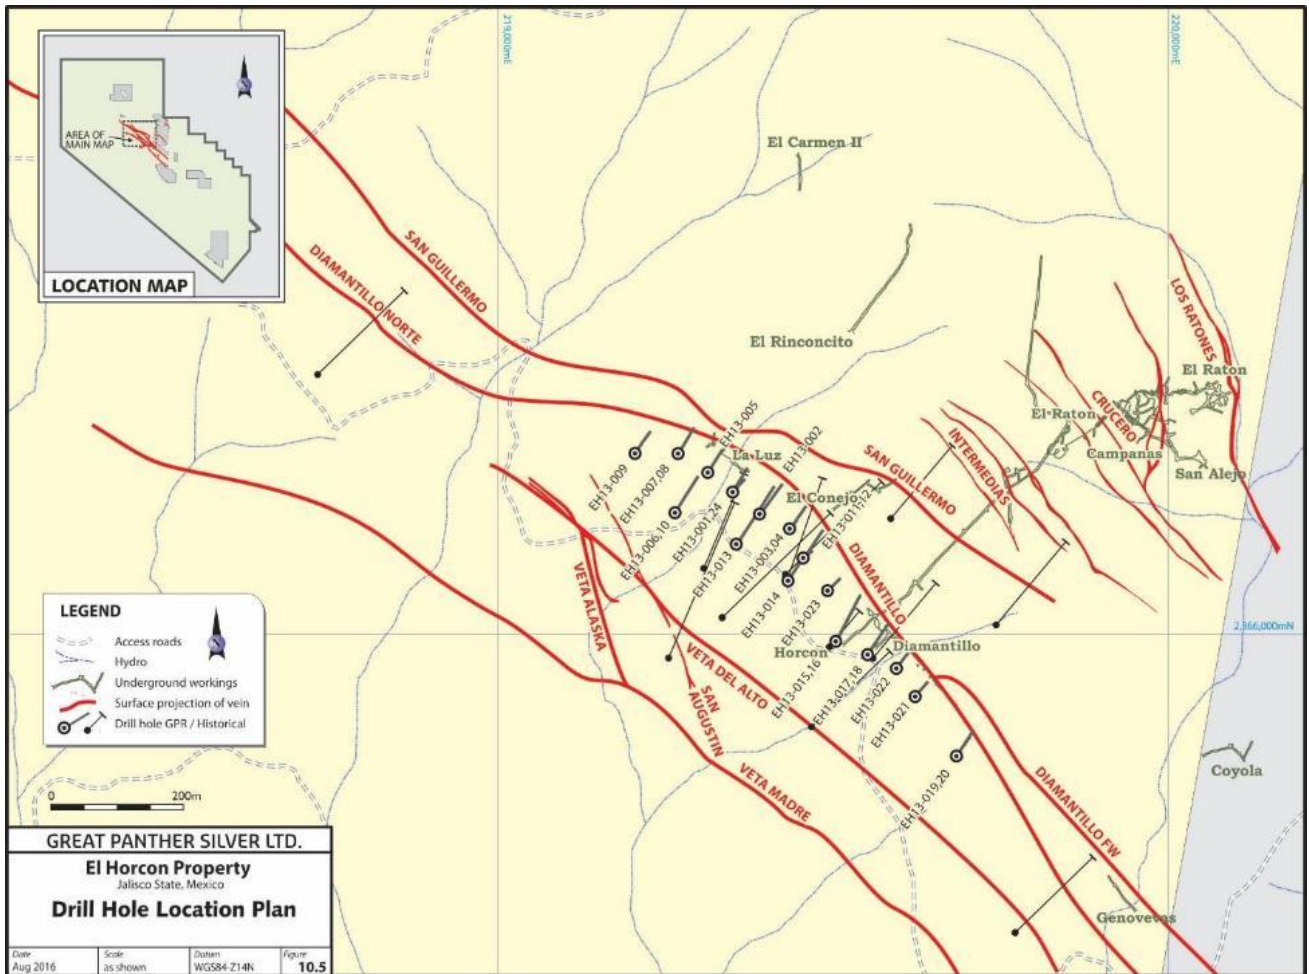 219,000mE
220,000mE
AREA OF
MAIN MAP
LOCATION MAP
El Carmen II
SAN GUILLERMO
DIAMANTILLO NORTE
LOS RATONES
El Rinconcito
El Raton
El Raton
CRUCERO
Campanas
San Alejo
INTERMEDIAS
SAN GUILLERMO
EH13-005
EH13-002
La Luz
El Conejo
EH13-009
EH13-007,08
EH13-006,10
EH13-001,24
EH13-013
EH13-003,04
EH13-011,12
EH13-014
EH13-023
DIAMANTILLO
2,366,000mN
Diamantillo
Horcon
EH13-015,16
EH13-017,18
EH13-022
EH13-021
EH13-019,20
VETA ALASKA
VETA DEL ALTO
SAN
AUGUSTIN
VETA MADRE
DIAMANTILLO FW
Coyola
Genovevas
LEGEND
Access roads
Hydro
Underground workings
Surface projection of vein
Drill hole GPR / Historical
0 200m
GREAT PANTHER SILVER LTD.
El Horcon Property
Jalisco State, Mexico
Drill Hole Location Plan
Date Scale Datum Figure
Aug 2016 as shown WGS84-Z14N 10.5